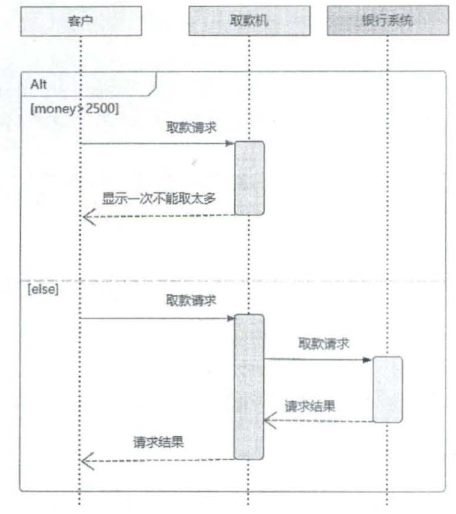 客户
取款机
银行系统
Alt
[money>2500]
取款请求
显示一次不能取太多
[else]
取款请求
取款请求
请求结果
请求结果